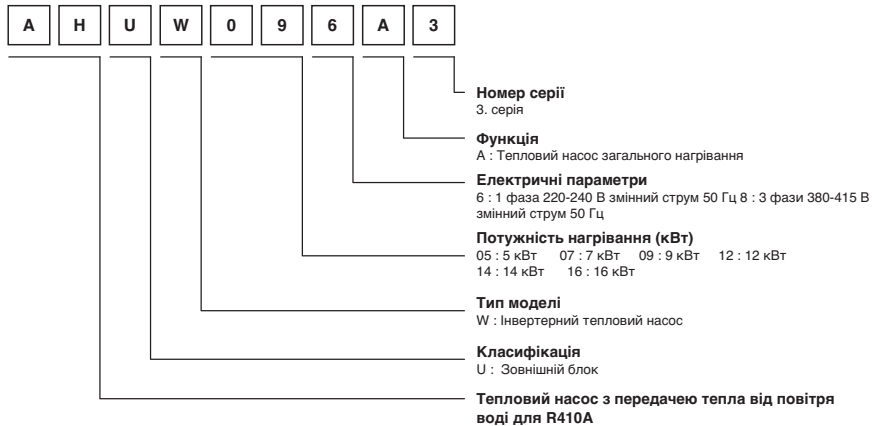 A H U W 0 9 6 A 3
Номер серії
3. серія
Функція
A : Тепловий насос загального нагрівання
Електричні параметри
6 : 1 фаза 220-240 В змінний струм 50 Гц 8 : 3 фази 380-415 В
змінний струм 50 Гц
Потужність нагрівання (кВт)
05 : 5 кВт 07 : 7 кВт 09 : 9 кВт 12 : 12 кВт
14 : 14 кВт 16 : 16 кВт
Тип моделі
W : Інвертерний тепловий насос
Класифікація
U : Зовнішній блок
Тепловий насос з передачею тепла від повітря
воді для R410A